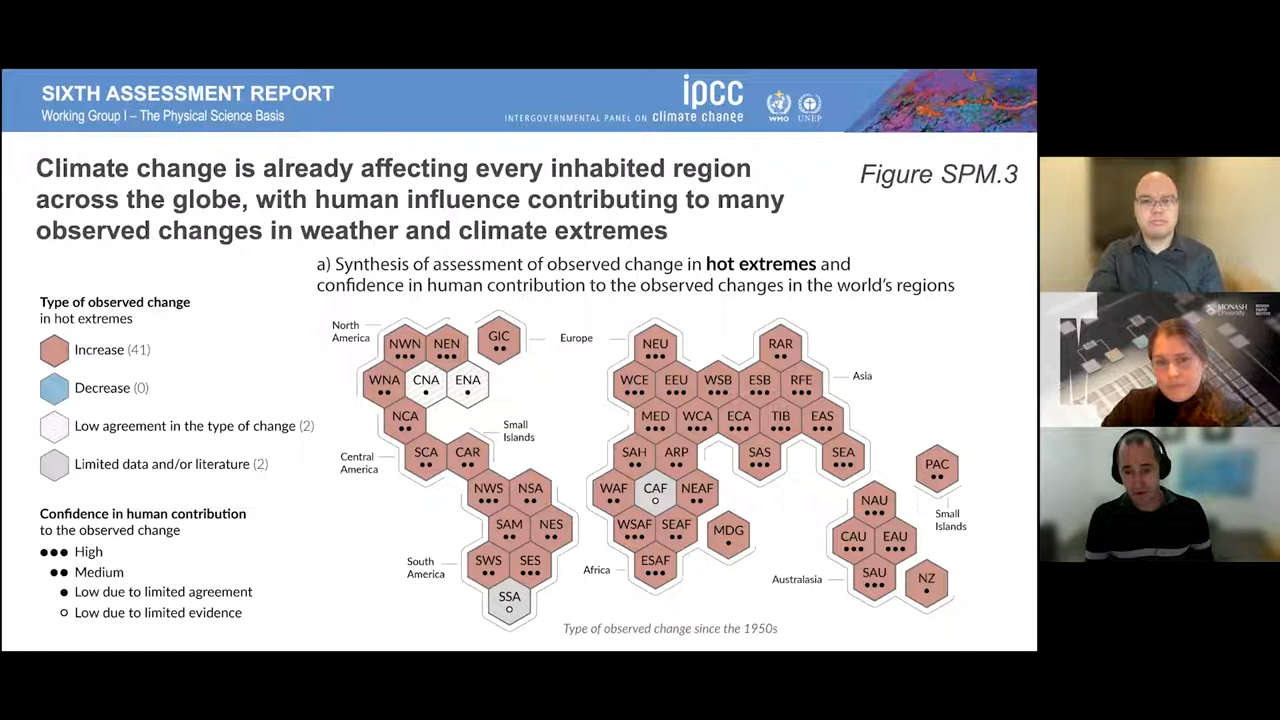 SIXTH ASSESSMENT REPORT
Working Group I – The Physical Science Basis
ipcc
INTERGOVERNMENTAL PANEL ON climate change
WMO
UNEP
Climate change is already affecting every inhabited region
across the globe, with human influence contributing to many
observed changes in weather and climate extremes
Figure SPM.3
a) Synthesis of assessment of observed change in hot extremes and
confidence in human contribution to the observed changes in the world's regions
Type of observed change
in hot extremes
Increase (41)
Decrease (0)
Low agreement in the type of change (2)
Limited data and/or literature (2)
Confidence in human contribution
to the observed change
High
Medium
Low due to limited agreement
Low due to limited evidence
North
America
NWN
NEN
GIC
WNA
CNA
ENA
NCA
Small
Islands
Central
America
SCA
CAR
NWS
NSA
SAM
NES
South
America
SWS
SES
SSA
Europe
NEU
RAR
WCE
EEU
WSB
ESB
RFE
Asia
MED
WCA
ECA
TIB
EAS
SAH
ARP
SAS
SEA
WAF
CAF
NEAF
WSAF
SEAF
MDG
Africa
ESAF
PAC
Small
Islands
NAU
CAU
EAU
Australasia
SAU
NZ
Type of observed change since the 1950s
MONASH
University